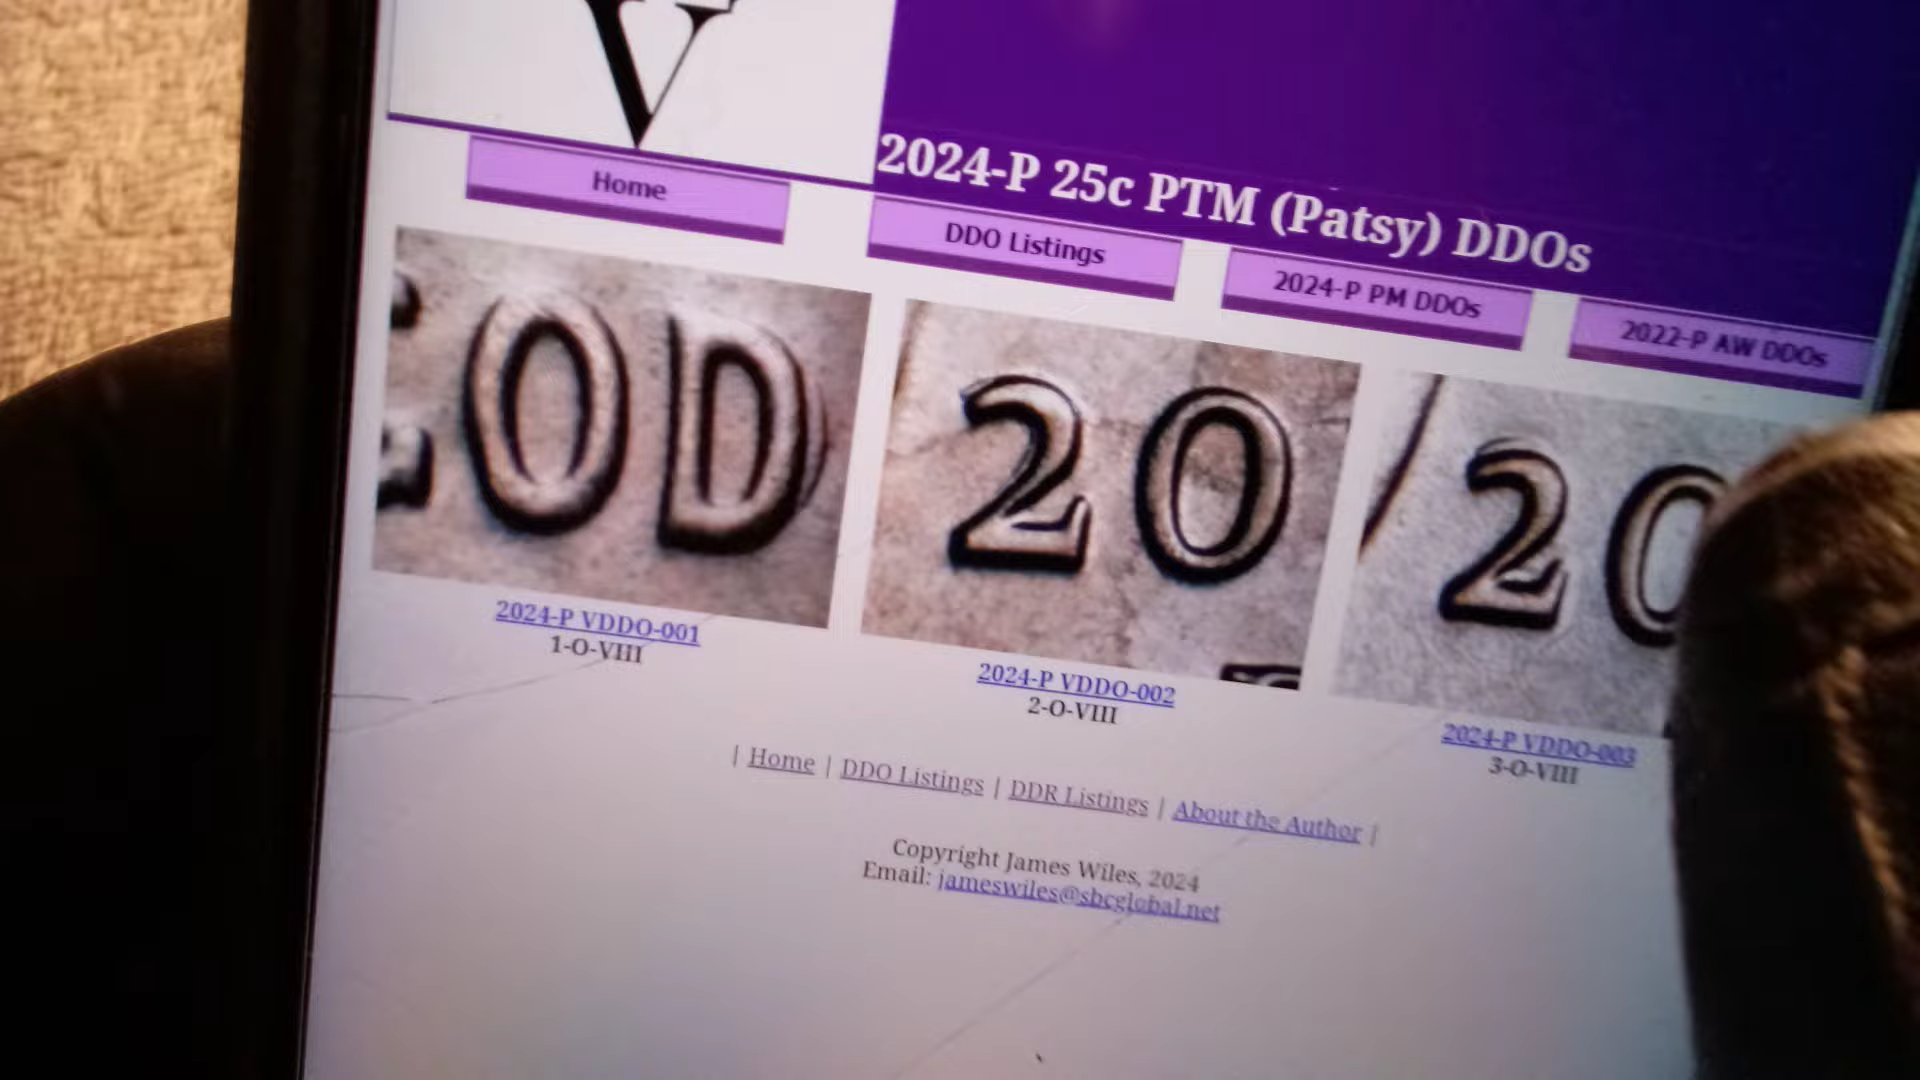 V
2024-P 25c PTM (Patsy) DDOs
Home
DDO Listings
2024-P PM DDOs
2022-P AW DDOs
OD
20
20
2024-P VDDO-001
1-O-VIII
2024-P VDDO-002
2-O-VIII
2024-P VDDO-003
3-O-VIII
| Home | DDO Listings | DDR Listings | About the Author |
Copyright James Wiles, 2024
Email: jameswiles@sbcglobal.net